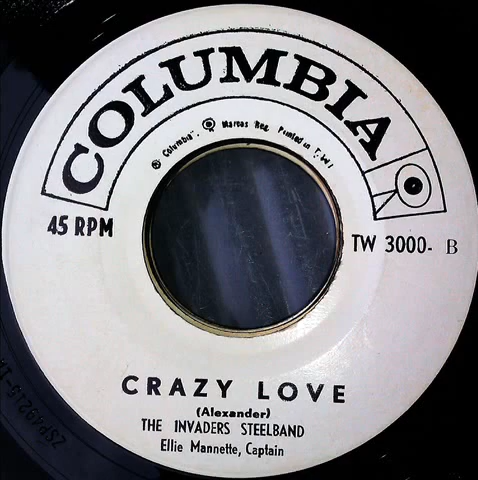 COLUMBIA
"Columbia", Marcas Reg. Printed in T.W.I
45 RPM
TW 3000- B
CRAZY LOVE
(Alexander)
THE INVADERS STEELBAND
Ellie Mannette, Captain